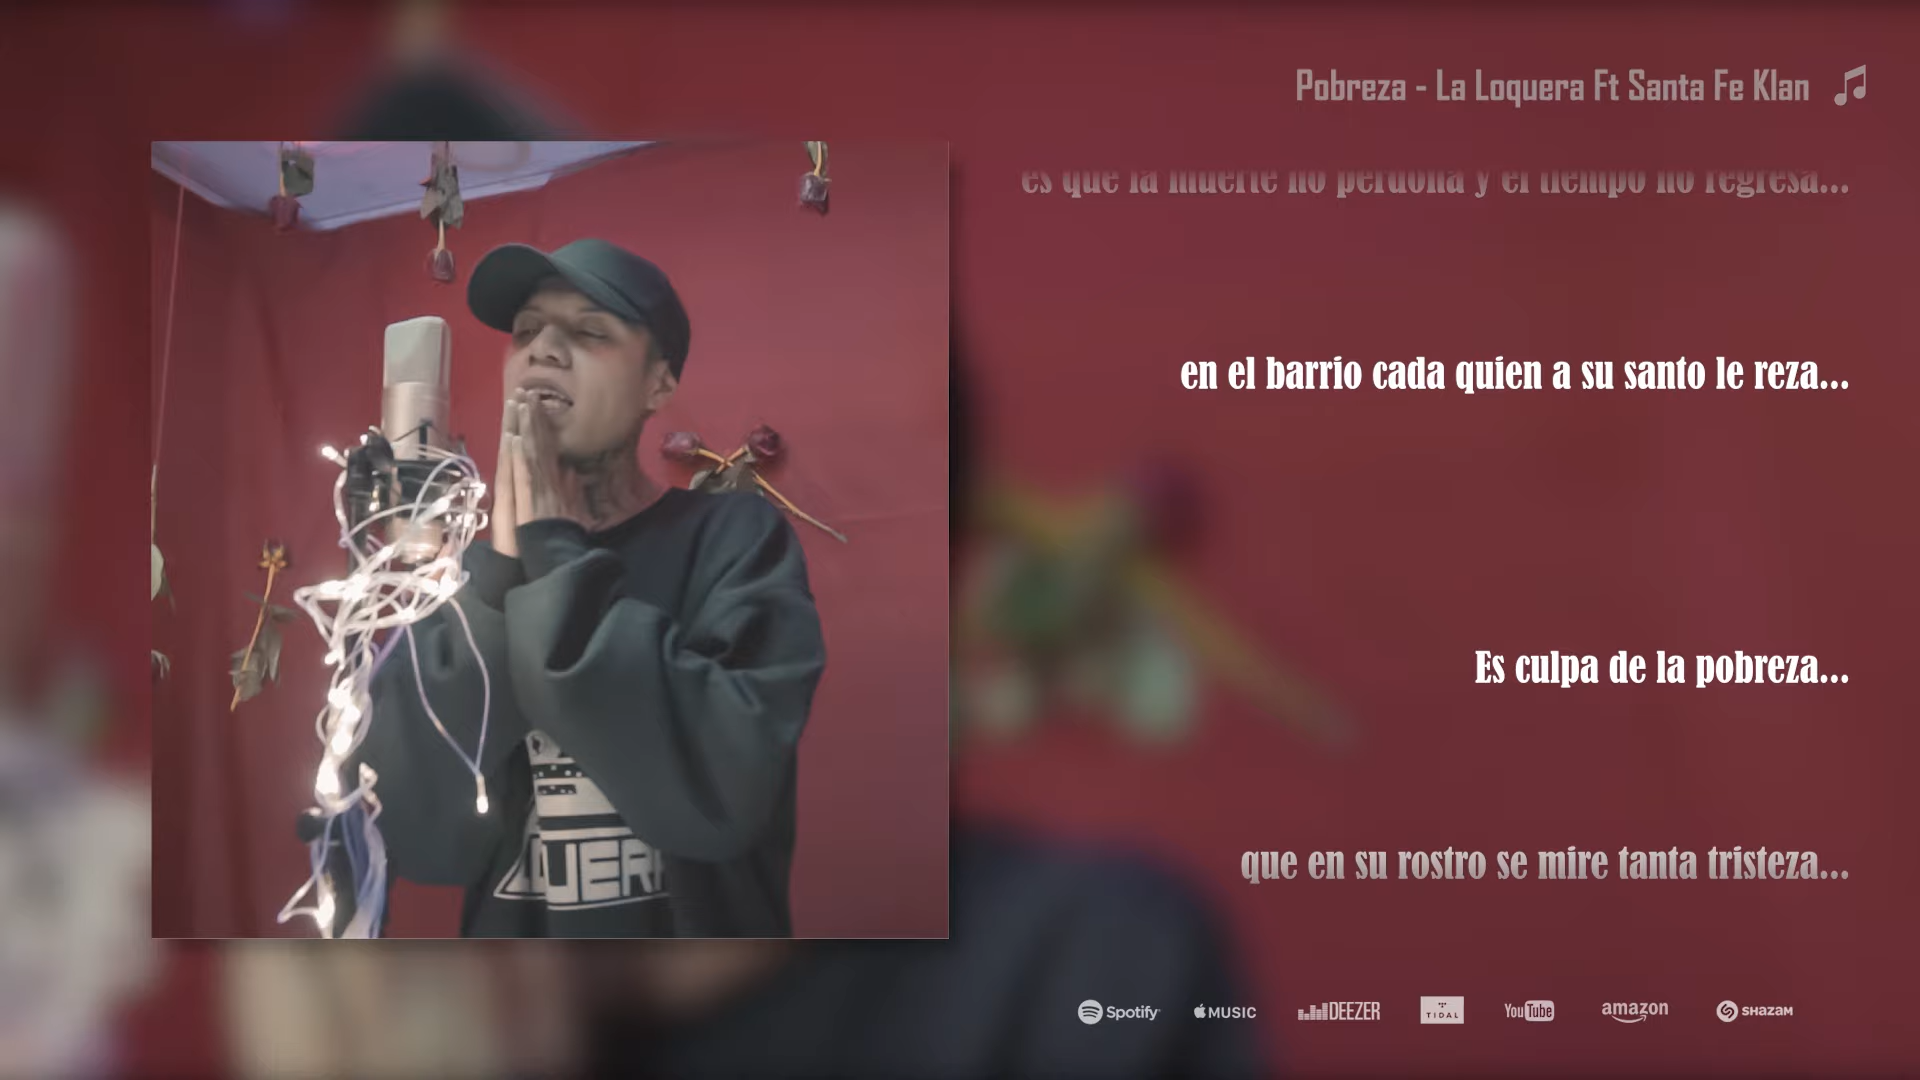 Pobreza - La Loquera Ft Santa Fe Klan
es que la muerte no perdona y el tiempo no regresa...
en el barrio cada quien a su santo le reza...
Es culpa de la pobreza...
que en su rostro se mire tanta tristeza...
QUERA
Spotify MUSIC DEEZER TIDAL YouTube amazon SHAZAM